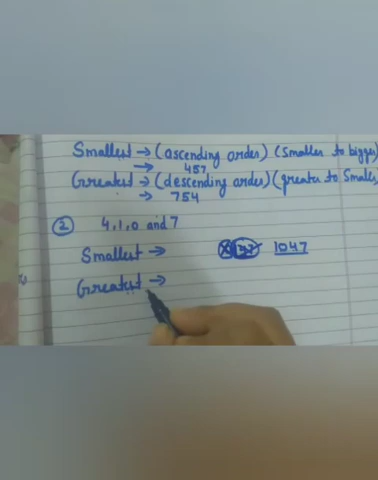 Smallest → (ascending order) (Smaller to bigger)
→ 457
Greatest → (descending order) (greater to Smaller
→ 754
② 4,1,0 and 7
Smallest → 1047
Greatest →